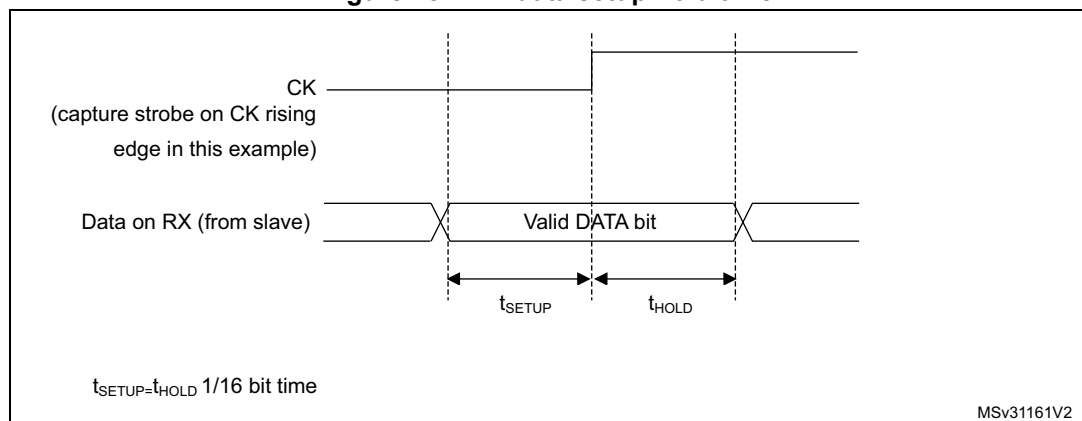 CK
(capture strobe on CK rising
edge in this example)
Data on RX (from slave)
Valid DATA bit
tSETUP
tHOLD
tSETUP=tHOLD 1/16 bit time
MSv31161V2